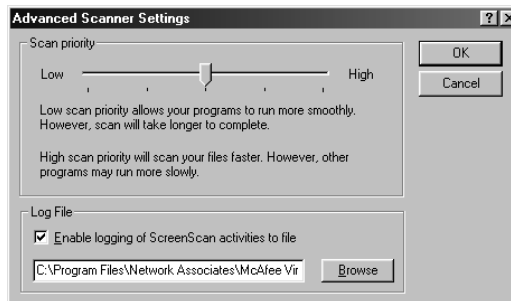 Advanced Scanner Settings
Scan priority
Low High
Low scan priority allows your programs to run more smoothly.
However, scan will take longer to complete.
High scan priority will scan your files faster. However, other
programs may run more slowly.
OK
Cancel
Log File
Enable logging of ScreenScan activities to file
C:\Program Files\Network Associates\McAfee Vir
Browse